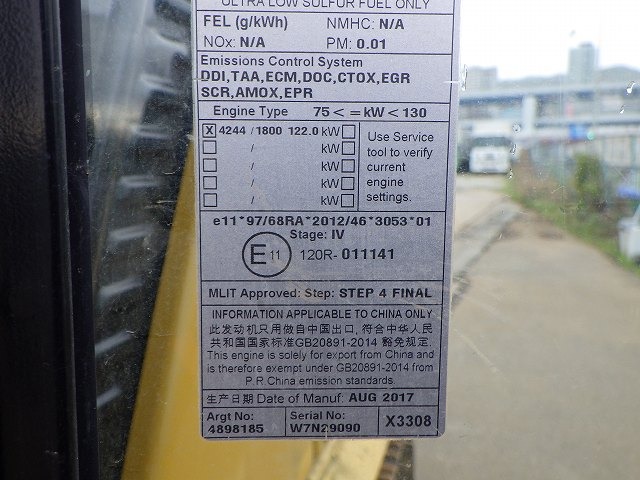 ULTRA LOW SULFUR FUEL ONLY
FEL (g/kWh) NMHC: N/A
NOx: N/A PM: 0.01
Emissions Control System
DDI,TAA,ECM,DOC,CTOX,EGR
SCR,AMOX,EPR
Engine Type 75 < = kW < 130
X 4244 / 1800 122.0 kW
/ kW
/ kW
/ kW
/ kW
Use Service
tool to verify
current
engine
settings.
e11*97/68RA*2012/46*3053*01
Stage: IV
E11 120R- 011141
MLIT Approved: Step: STEP 4 FINAL
INFORMATION APPLICABLE TO CHINA ONLY
此发动机只用做自中国出口, 符合中华人民
共和国国家标准GB20891-2014 豁免规定.
This engine is solely for export from China and
is therefore exempt under GB20891-2014 from
P.R.China emission standards.
生产日期 Date of Manuf: AUG 2017
Argt No: Serial No: X3308
4898185 W7N29090